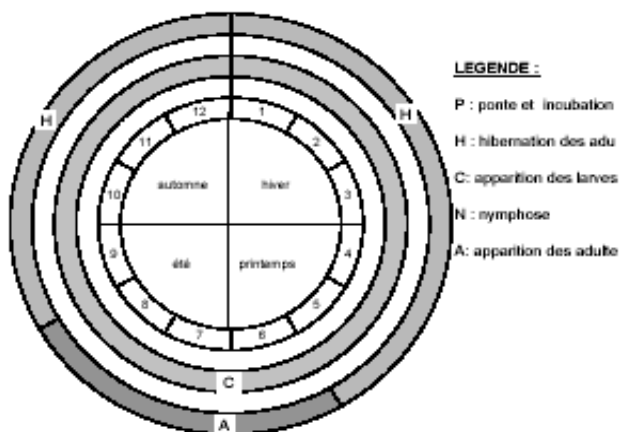 LEGENDE :
P : ponte et incubation
H : hibernation des adu
C: apparition des larves
N : nymphose
A: apparition des adulte
H
H
12
1
11
2
automne
hiver
10
3
9
4
été
printemps
8
5
7
6
C
A